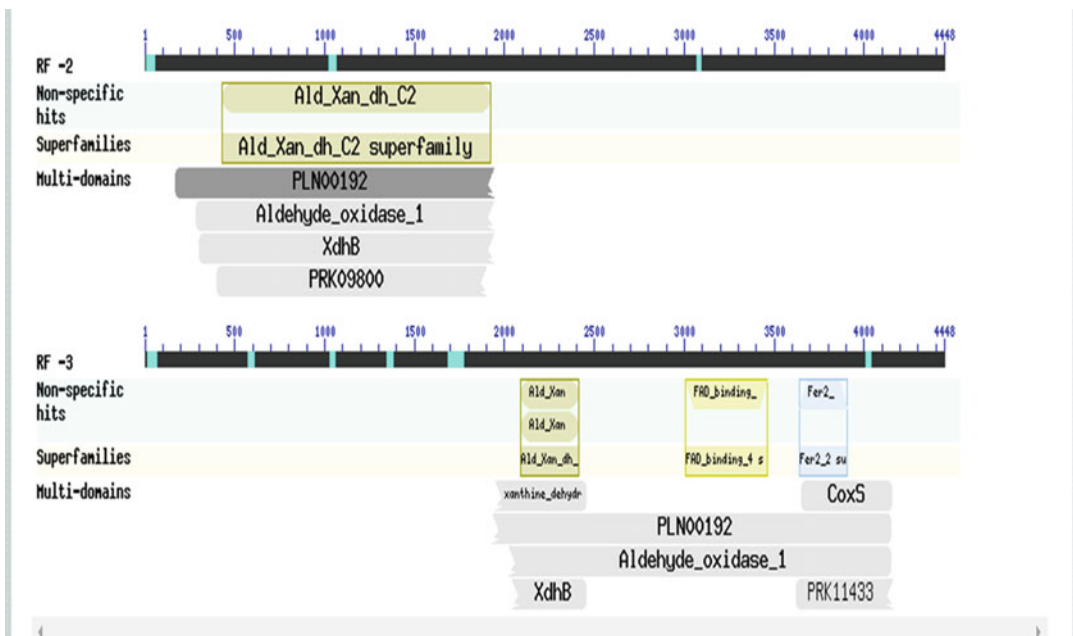 1 500 1000 1500 2000 2500 3000 3500 4000 4448
RF -2
Non-specific
hits
Ald_Xan_dh_C2
Superfamilies
Ald_Xan_dh_C2 superfamily
Multi-domains
PLN00192
Aldehyde_oxidase_1
XdhB
PRK09800
1 500 1000 1500 2000 2500 3000 3500 4000 4448
RF -3
Non-specific
hits
Ald_Xan FAD_binding_ Fer2_
Ald_Xan
Superfamilies
Ald_Xan_dh_ FAD_binding_4 s Fer2_2 su
Multi-domains
xanthine_dehydr CoxS
PLN00192
Aldehyde_oxidase_1
XdhB PRK11433